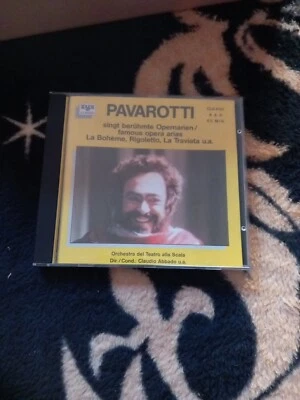 PAVAROTTI
singt berühmte Opernarien/
famous opera arias
La Bohème, Rigoletto, La Traviata u.a.
Orchestra del Teatro alla Scala
Dir./Cond.: Claudio Abbado u.a.